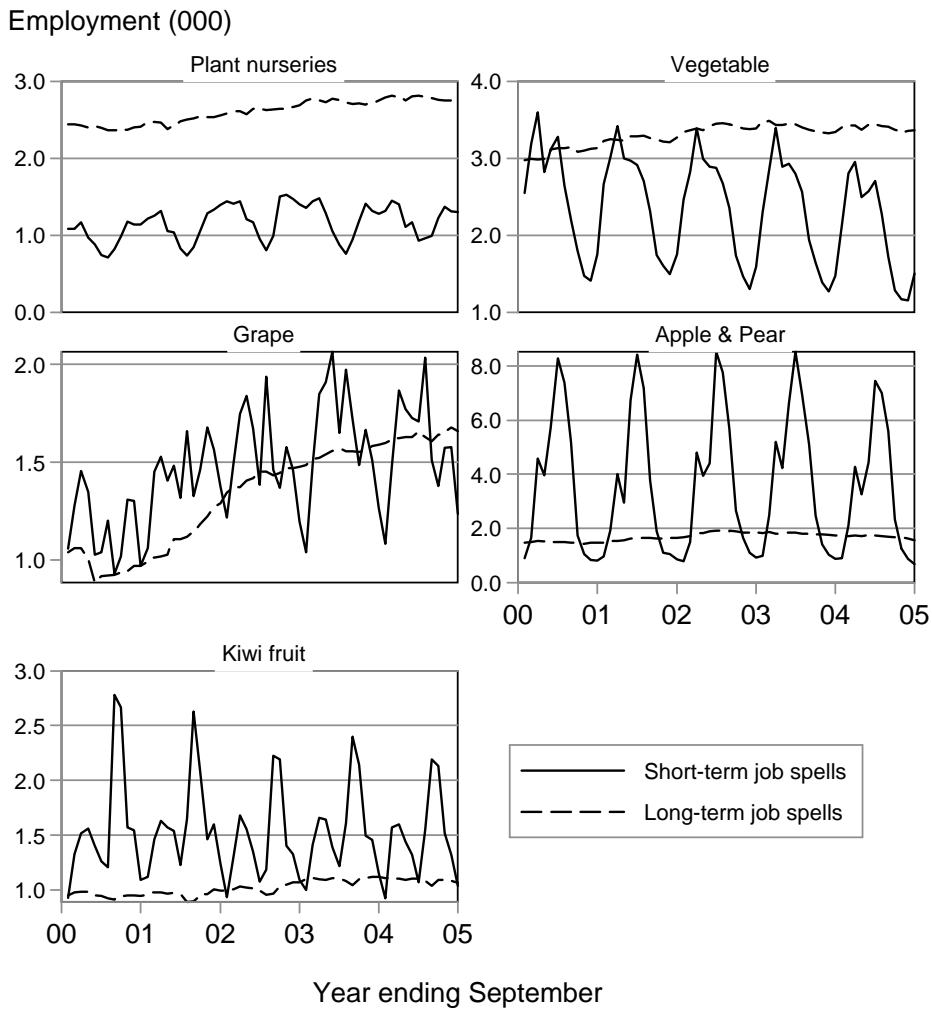 Employment (000)
Plant nurseries
Vegetable
3.0
2.0
1.0
0.0
4.0
3.0
2.0
1.0
Grape
Apple & Pear
2.0
1.5
1.0
8.0
6.0
4.0
2.0
0.0
00 01 02 03 04 05
Kiwi fruit
3.0
2.5
2.0
1.5
1.0
00 01 02 03 04 05
Short-term job spells
Long-term job spells
Year ending September